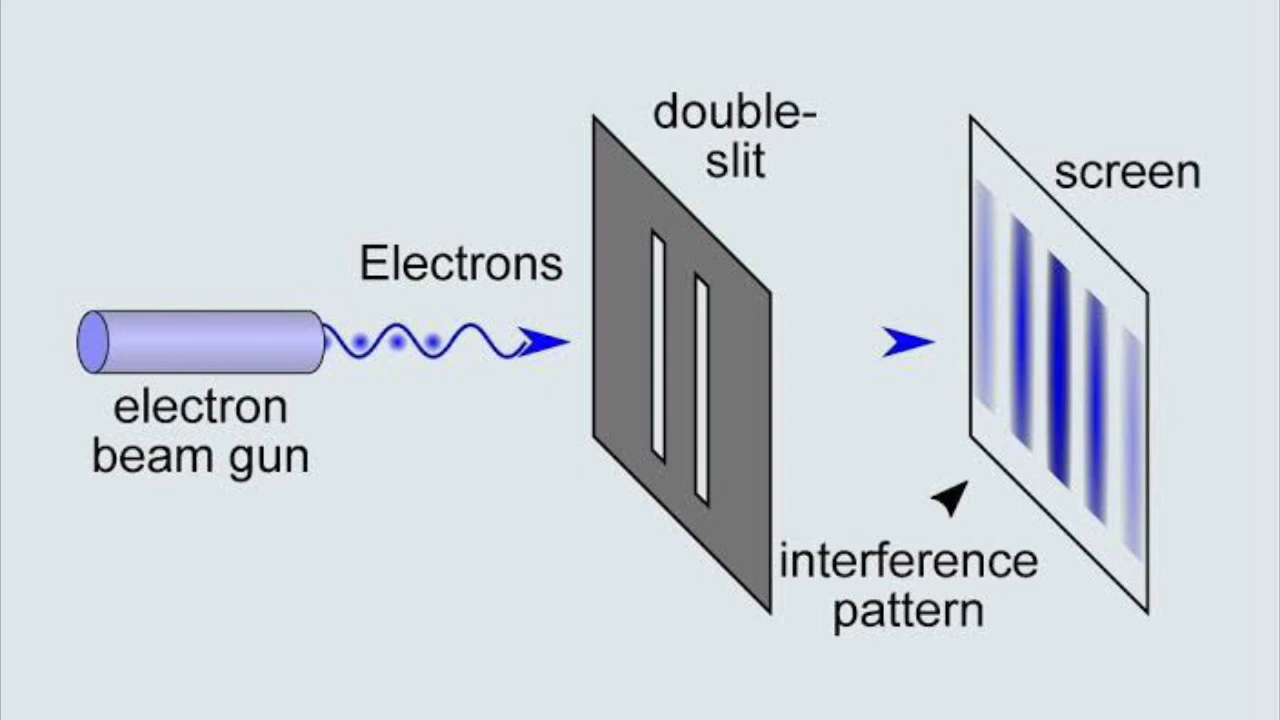 double-
slit
screen
Electrons
electron
beam gun
interference
pattern